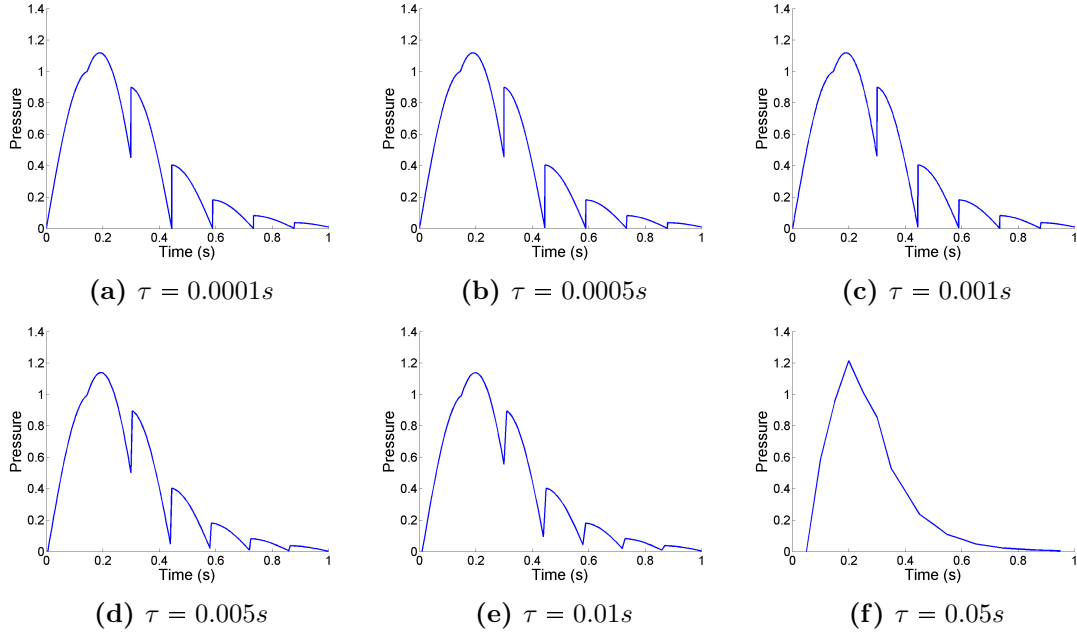 1.4
1.2
1
0.8
0.6
0.4
0.2
0
Pressure
0 0.2 0.4 0.6 0.8 1
Time (s)
(a) τ = 0.0001s
1.4
1.2
1
0.8
0.6
0.4
0.2
0
Pressure
0 0.2 0.4 0.6 0.8 1
Time (s)
(b) τ = 0.0005s
1.4
1.2
1
0.8
0.6
0.4
0.2
0
Pressure
0 0.2 0.4 0.6 0.8 1
Time (s)
(c) τ = 0.001s
1.4
1.2
1
0.8
0.6
0.4
0.2
0
Pressure
0 0.2 0.4 0.6 0.8 1
Time (s)
(d) τ = 0.005s
1.4
1.2
1
0.8
0.6
0.4
0.2
0
Pressure
0 0.2 0.4 0.6 0.8 1
Time (s)
(e) τ = 0.01s
1.4
1.2
1
0.8
0.6
0.4
0.2
0
Pressure
0 0.2 0.4 0.6 0.8 1
Time (s)
(f) τ = 0.05s